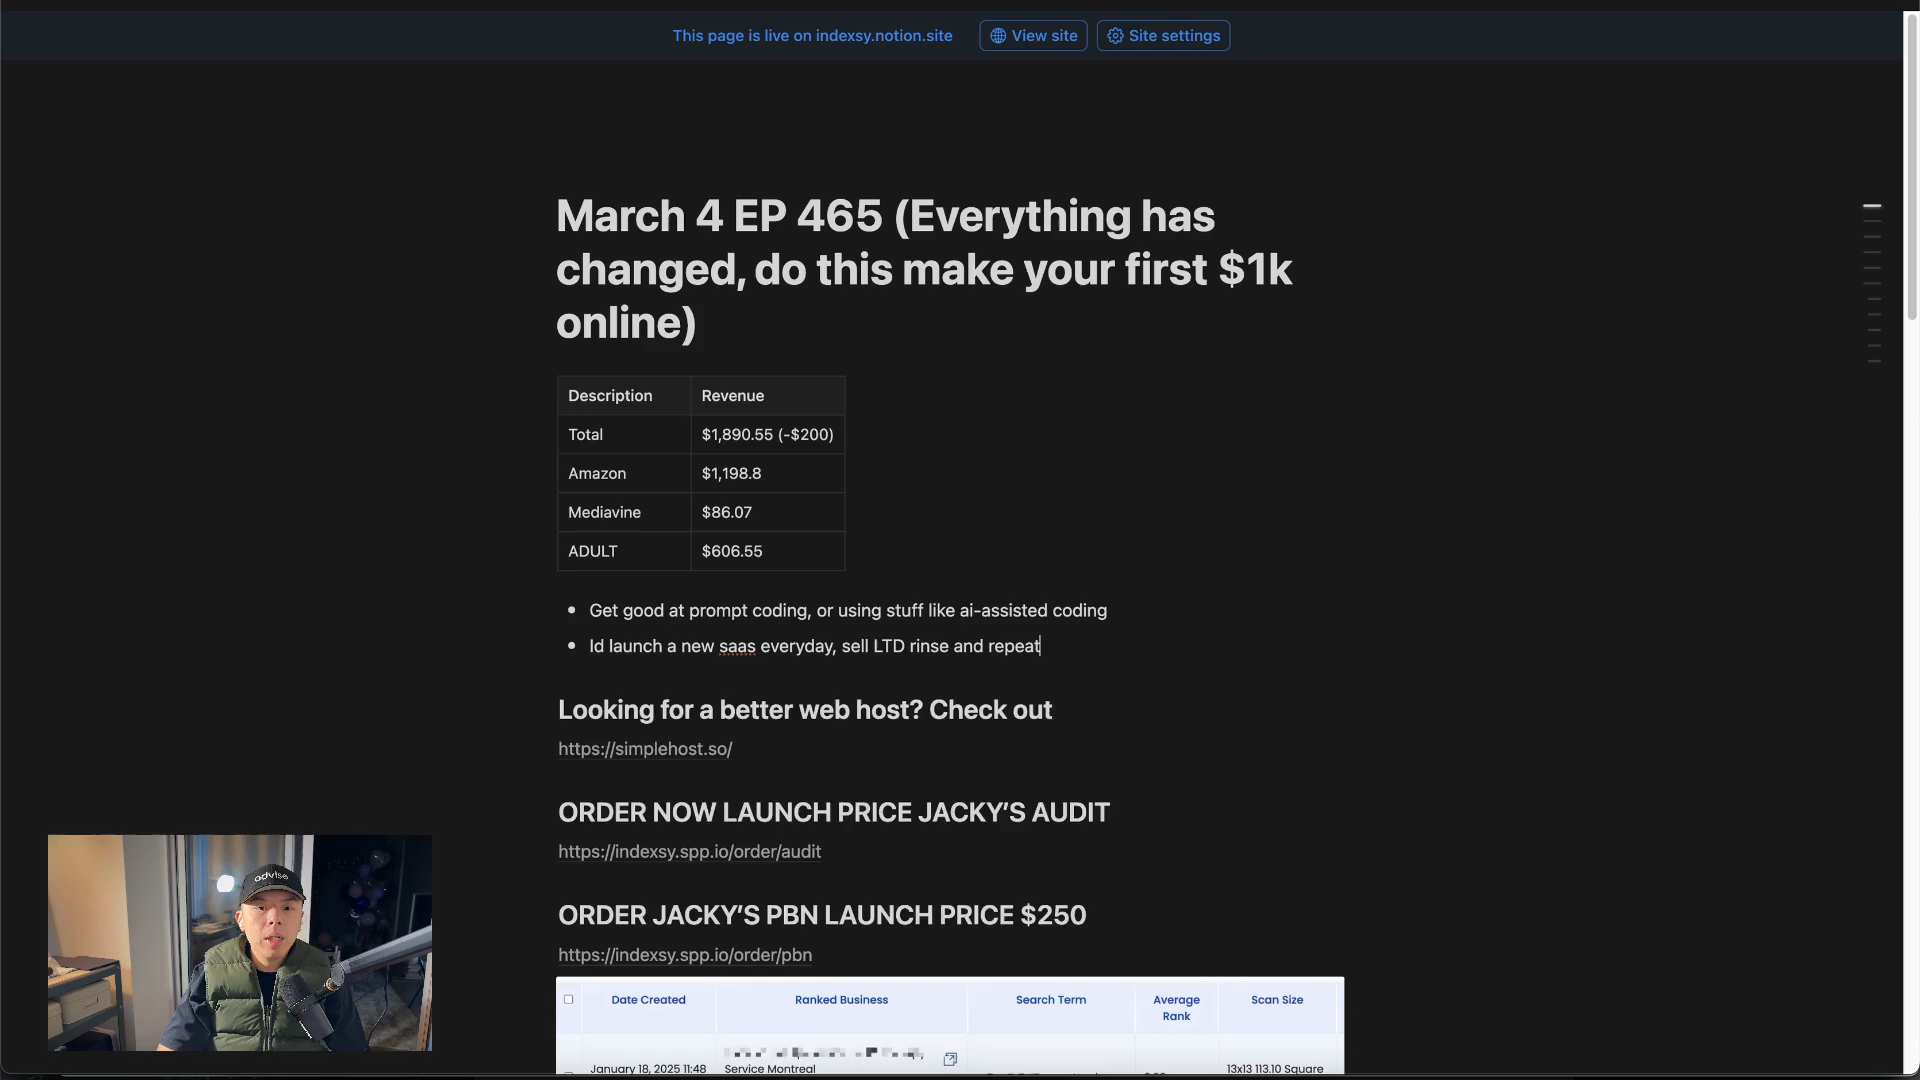 This page is live on indexsy.notion.site View site Site settings
March 4 EP 465 (Everything has
changed, do this make your first $1k
online)
Description Revenue
Total $1,890.55 (-$200)
Amazon $1,198.8
Mediavine $86.07
ADULT $606.55
• Get good at prompt coding, or using stuff like ai-assisted coding
• Id launch a new saas everyday, sell LTD rinse and repeat
Looking for a better web host? Check out
https://simplehost.so/
ORDER NOW LAUNCH PRICE JACKY’S AUDIT
https://indexsy.spp.io/order/audit
ORDER JACKY’S PBN LAUNCH PRICE $250
https://indexsy.spp.io/order/pbn
Date Created Ranked Business Search Term Average Rank Scan Size
January 18, 2025 11:48 Service Montreal 13x13 113.10 Square
advise